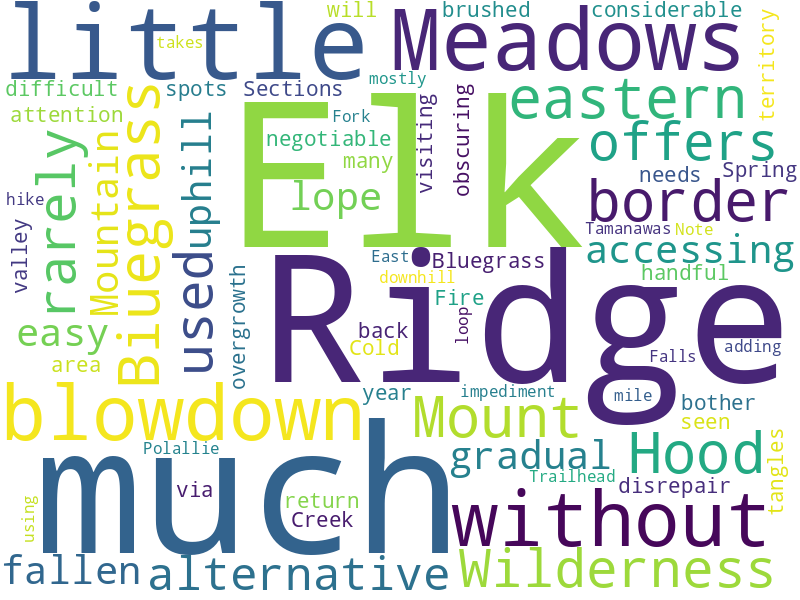 little
takes
will
brushed
considerable
Meadows
territory
difficult
spots
Sections
mostly
eastern
attention
Fork
offers
negotiable
many
visiting
obscuring
needs
Spring
rarely
Mountain
Bluegrass
uphill
Elk
lope
border
hike
Tamanawas
Note
valley
used
East
Bluegrass
accessing
downhill
handful
overgrowth
Ridge
Fire
easy
back
loop
Cold
Falls
adding
area
blowdown
year
impediment
mile
bother
Mount
seen
much
Polallie
gradual
Hood
tangles
Trailhead
via
return
disrepair
using
Creek
without
fallen
alternative
Wilderness